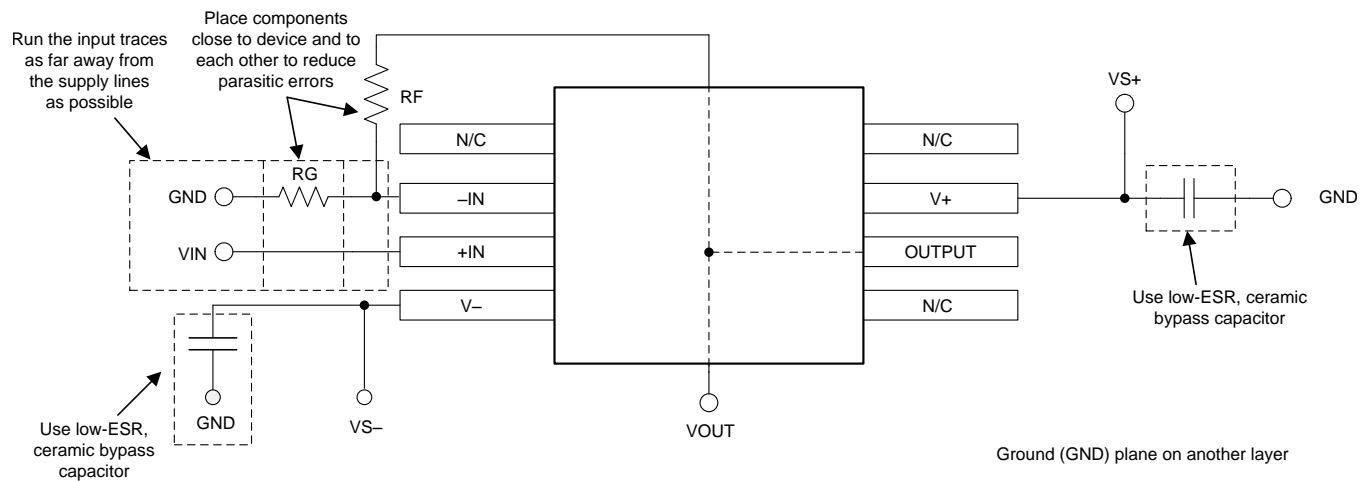 Place components
close to device and to
each other to reduce
parasitic errors
Run the input traces
as far away from
the supply lines
as possible
RF
VS+
N/C
N/C
RG
GND
–IN
V+
GND
VIN
+IN
OUTPUT
V–
N/C
Use low-ESR, ceramic
bypass capacitor
GND
VS–
VOUT
Use low-ESR,
ceramic bypass
capacitor
Ground (GND) plane on another layer